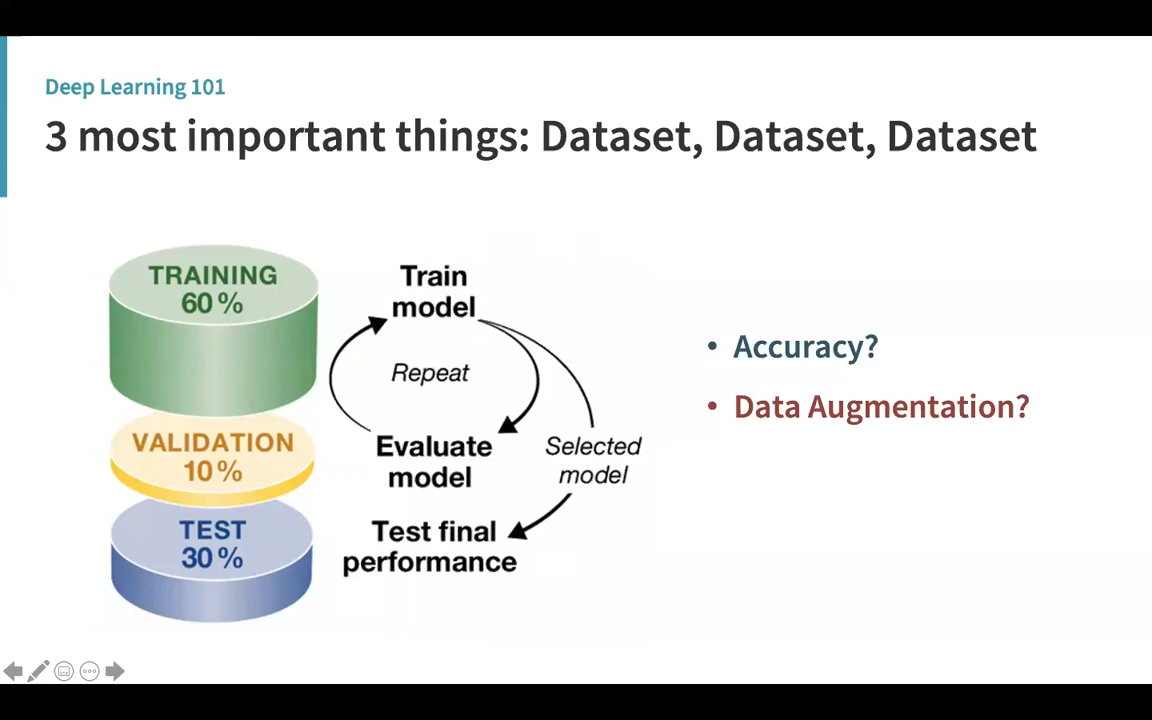 Deep Learning 101
3 most important things: Dataset, Dataset, Dataset
TRAINING
60 %
VALIDATION
10 %
TEST
30 %
Train
model
Repeat
Evaluate
model
Selected
model
Test final
performance
• Accuracy?
• Data Augmentation?